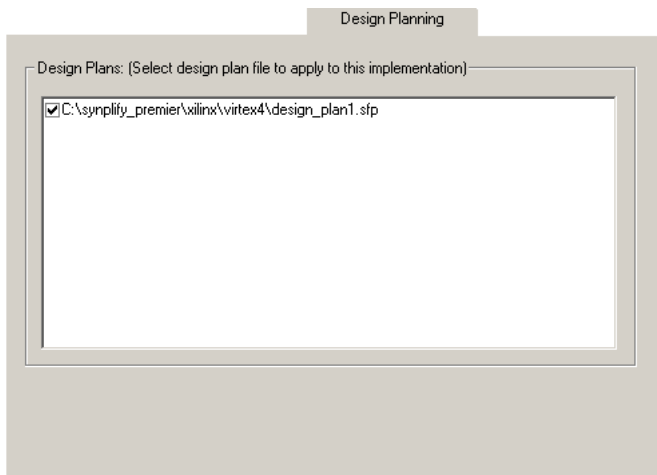 Design Planning
Design Plans: (Select design plan file to apply to this implementation)
C:\synplify_premier\xilinx\virtex4\design_plan1.sfp